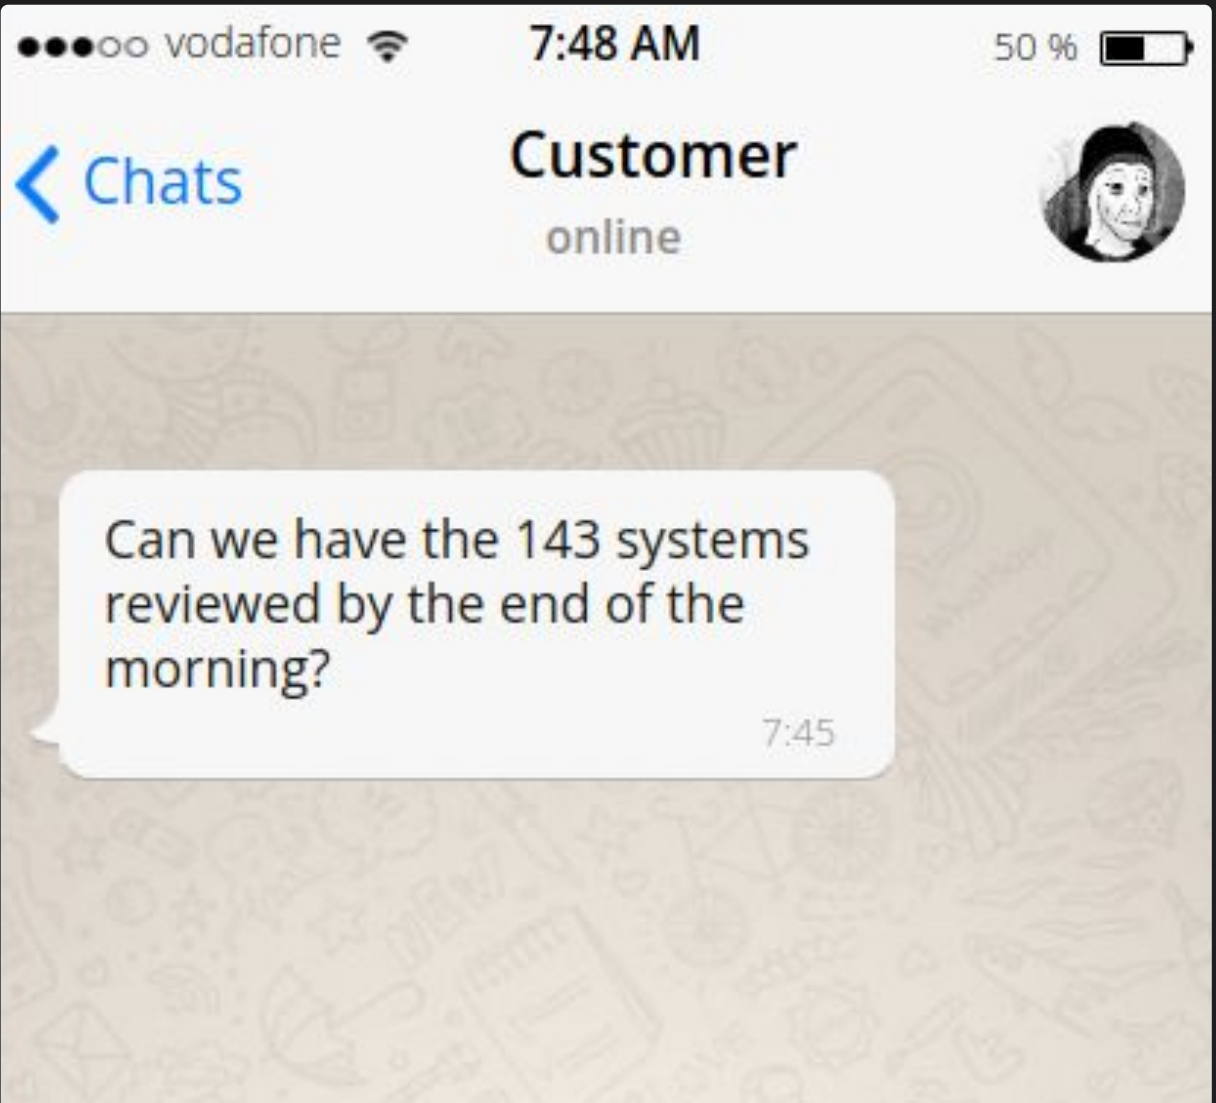 vodafone 7:48 AM 50 %
Chats
Customer
online
Can we have the 143 systems
reviewed by the end of the
morning?
7:45